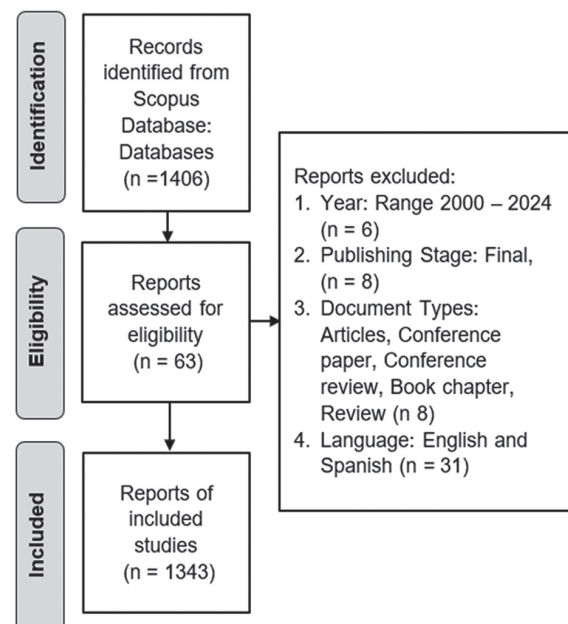 Identification
Records
identified from
Scopus
Database:
Databases
(n =1406)
Eligibility
Reports
assessed for
eligibility
(n = 63)
Reports excluded:
1. Year: Range 2000 – 2024
(n = 6)
2. Publishing Stage: Final,
(n = 8)
3. Document Types:
Articles, Conference
paper, Conference
review, Book chapter,
Review (n 8)
4. Language: English and
Spanish (n = 31)
Included
Reports of
included
studies
(n = 1343)